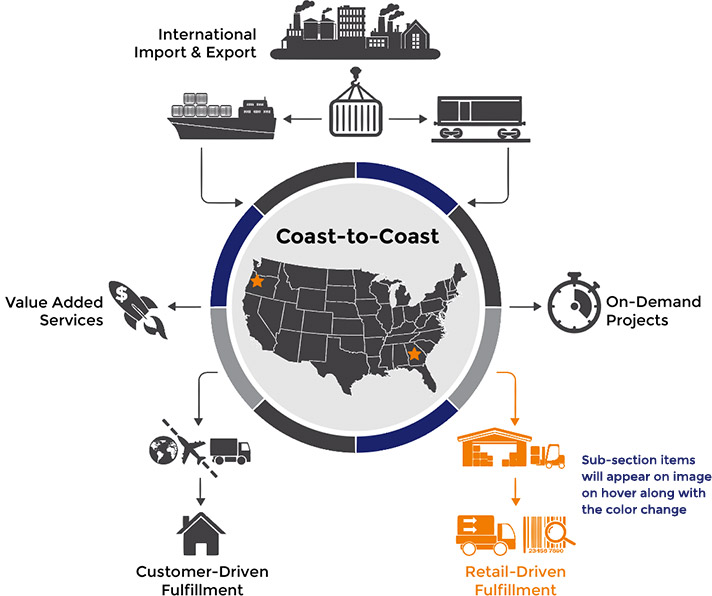 International
Import & Export
Coast-to-Coast
$
Value Added
Services
On-Demand
Projects
Sub-section items
will appear on image
on hover along with
the color change
23456 7890
Customer-Driven
Fulfillment
Retail-Driven
Fulfillment